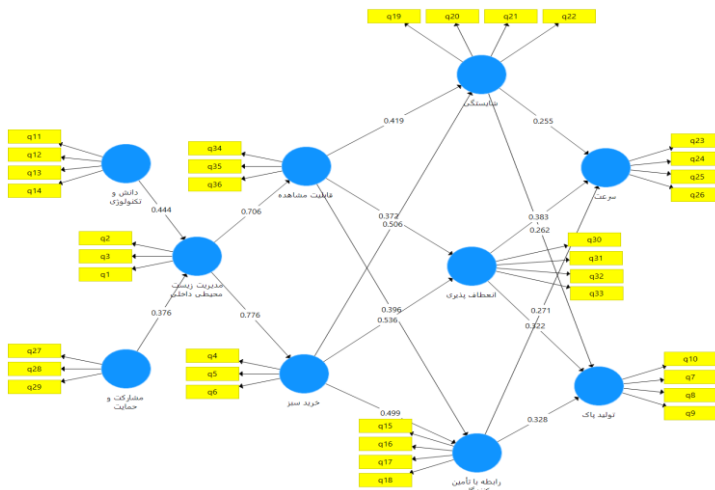 q19
q20
q21
q22
شایستگی
0.419
0.255
q11
q12
q13
q14
دانش و
تکنولوژی
0.444
q34
q35
q36
قابلیت مشاهده
0.706
0.372
0.506
q23
q24
q25
q26
سرعت
0.383
0.262
q2
q3
q1
مدیریت زیست
محیطی داخلی
0.376
0.776
q30
q31
q32
q33
انعطاف پذیری
0.396
0.536
0.271
0.322
q27
q28
q29
مشارکت و
حمایت
q4
q5
q6
خرید سبز
0.499
q10
q7
q8
q9
تولید پاک
0.328
q15
q16
q17
q18
رابطه با تأمین